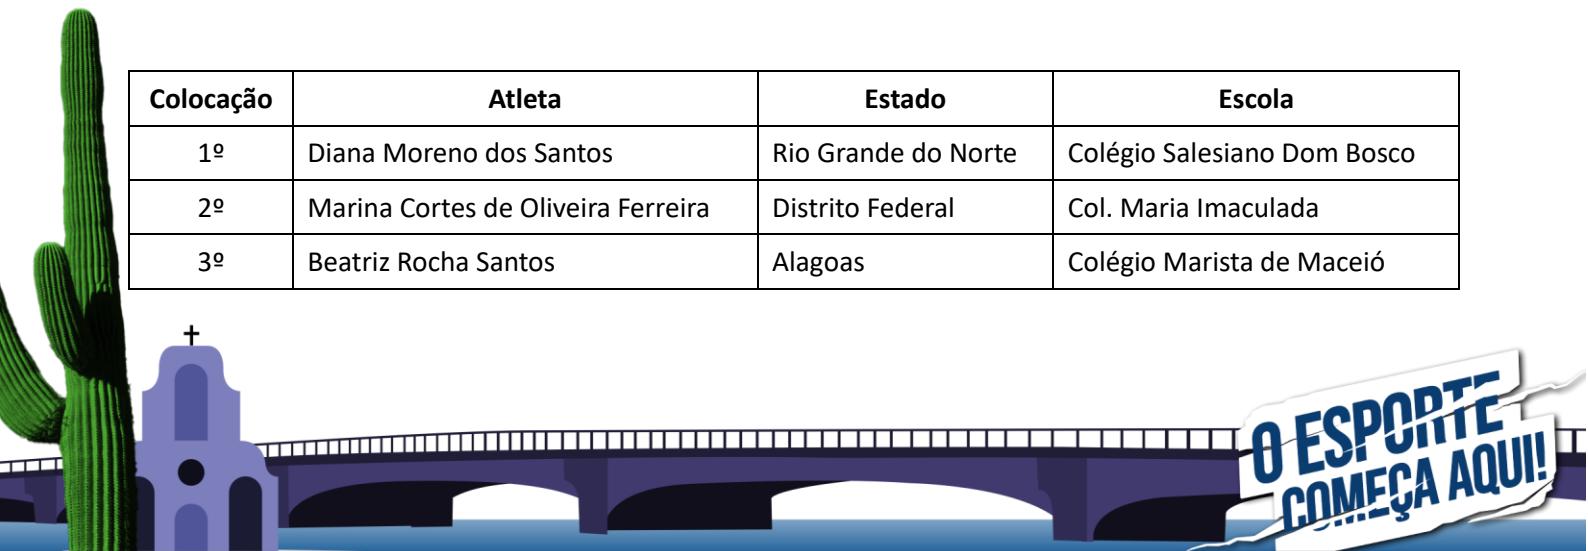 Colocação Atleta Estado Escola
1º Diana Moreno dos Santos Rio Grande do Norte Colégio Salesiano Dom Bosco
2º Marina Cortes de Oliveira Ferreira Distrito Federal Col. Maria Imaculada
3º Beatriz Rocha Santos Alagoas Colégio Marista de Maceió
O ESPORTE
COMEÇA AQUI!